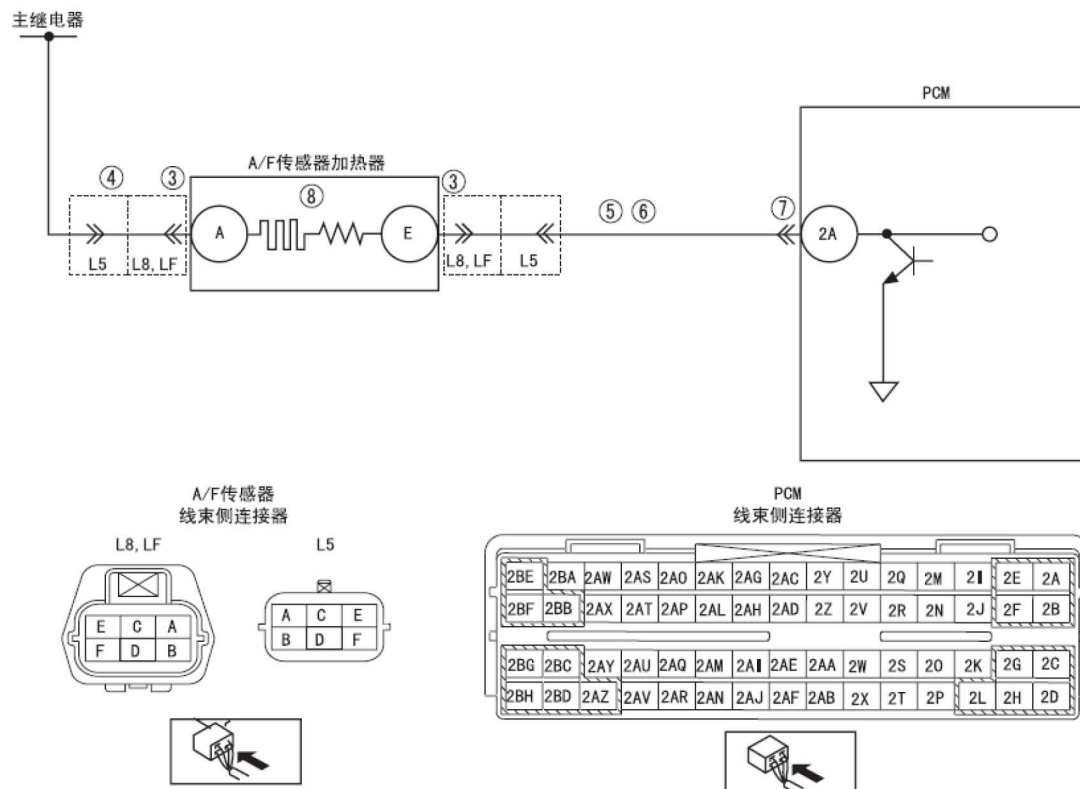 主继电器
PCM
A/F传感器加热器
④ ③ ⑧ ③ ⑤ ⑥ ⑦
A E 2A
L5 L8, LF L8, LF L5
A/F传感器
线束侧连接器
L8, LF L5
E C A
F D B
A C E
B D F
PCM
线束侧连接器
2BE 2BA 2AW 2AS 2AO 2AK 2AG 2AC 2Y 2U 2Q 2M 2I 2E 2A
2BF 2BB 2AX 2AT 2AP 2AL 2AH 2AD 2Z 2V 2R 2N 2J 2F 2B
2BG 2BC 2AY 2AU 2AQ 2AM 2AI 2AE 2AA 2W 2S 2O 2K 2G 2C
2BH 2BD 2AZ 2AV 2AR 2AN 2AJ 2AF 2AB 2X 2T 2P 2L 2H 2D